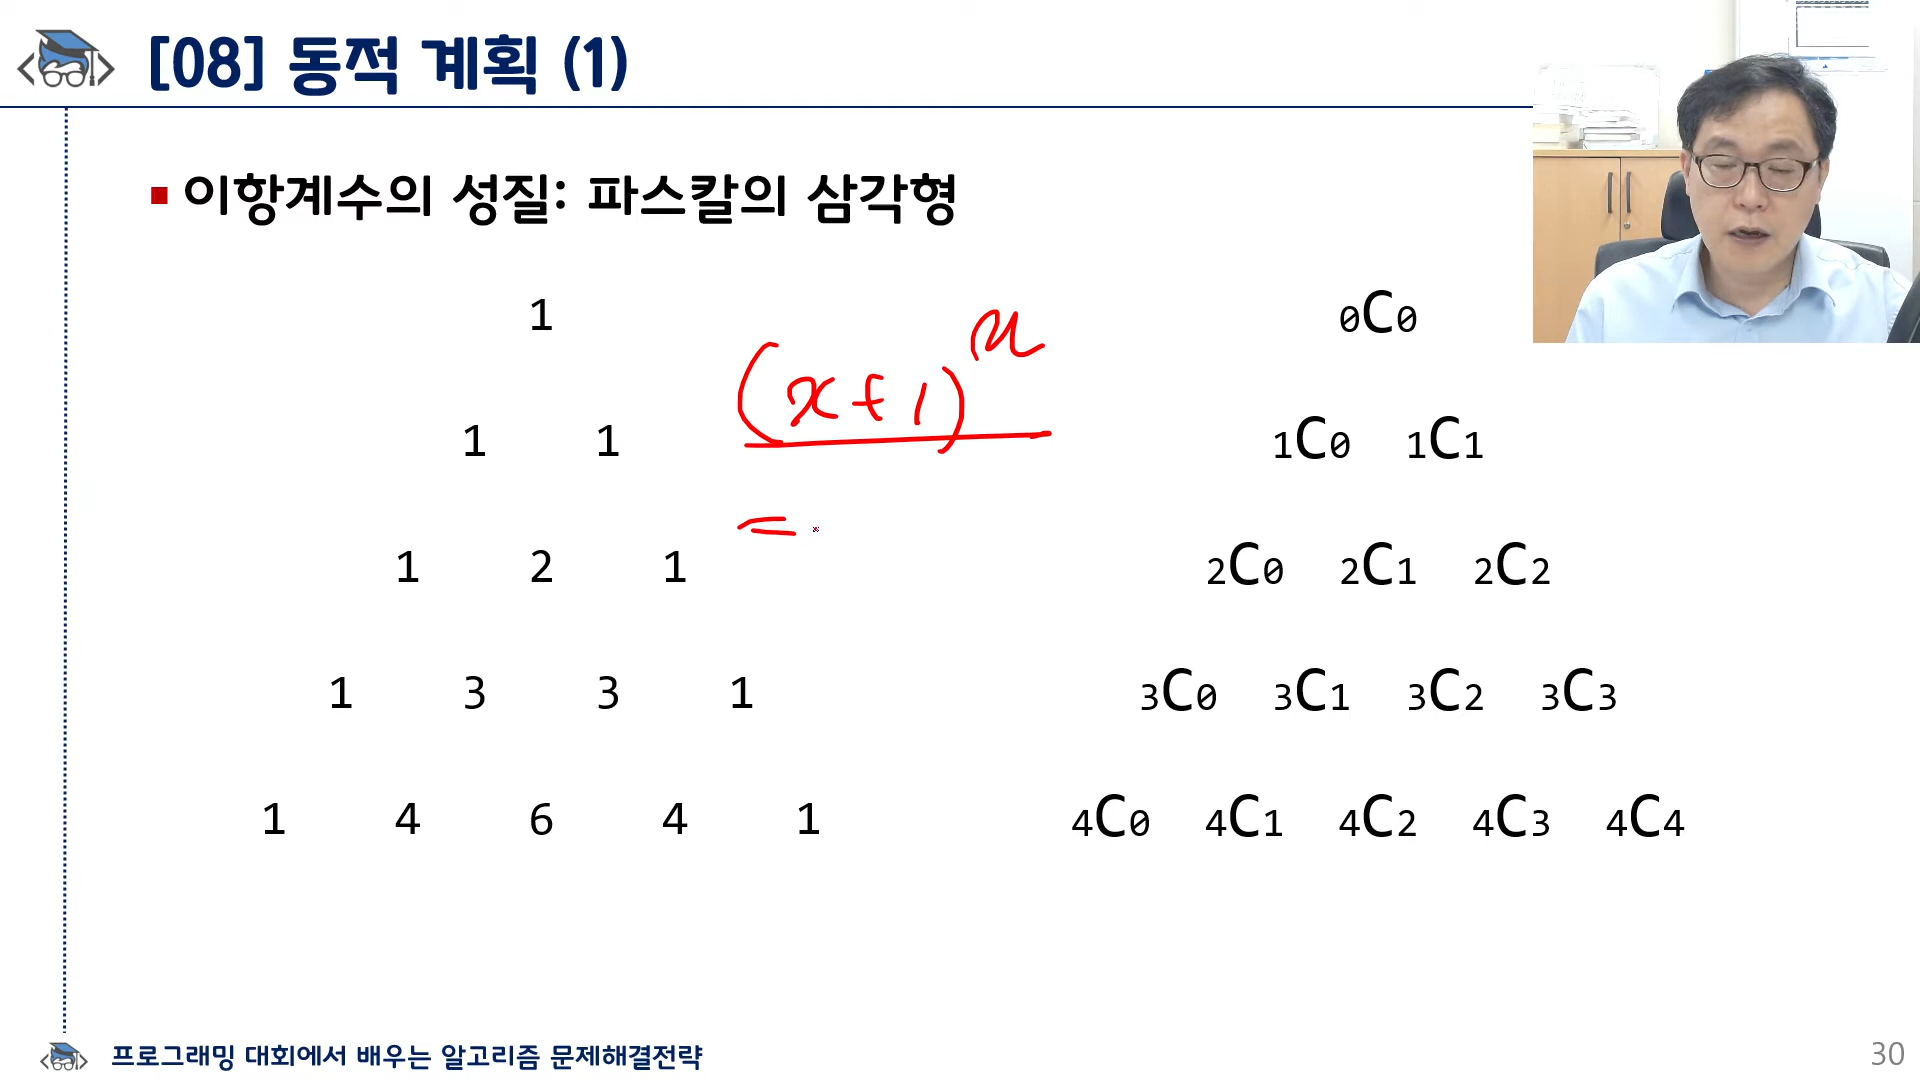 [08] 동적 계획 (1)
이항계수의 성질: 파스칼의 삼각형
1
1 1
1 2 1
1 3 3 1
1 4 6 4 1
(x+1)^n
=
0C0
1C0 1C1
2C0 2C1 2C2
3C0 3C1 3C2 3C3
4C0 4C1 4C2 4C3 4C4
프로그래밍 대회에서 배우는 알고리즘 문제해결전략
30